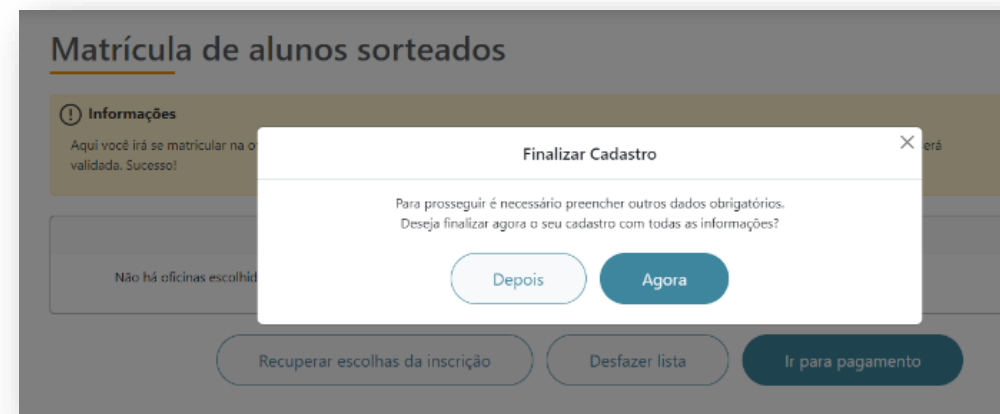 Matrícula de alunos sorteados
Informações
Aqui você irá se matricular na o
erá
validada. Sucesso!
Finalizar Cadastro
Para prosseguir é necessário preencher outros dados obrigatórios.
Deseja finalizar agora o seu cadastro com todas as informações?
Depois
Agora
Não há oficinas escolhid
Recuperar escolhas da inscrição
Desfazer lista
Ir para pagamento